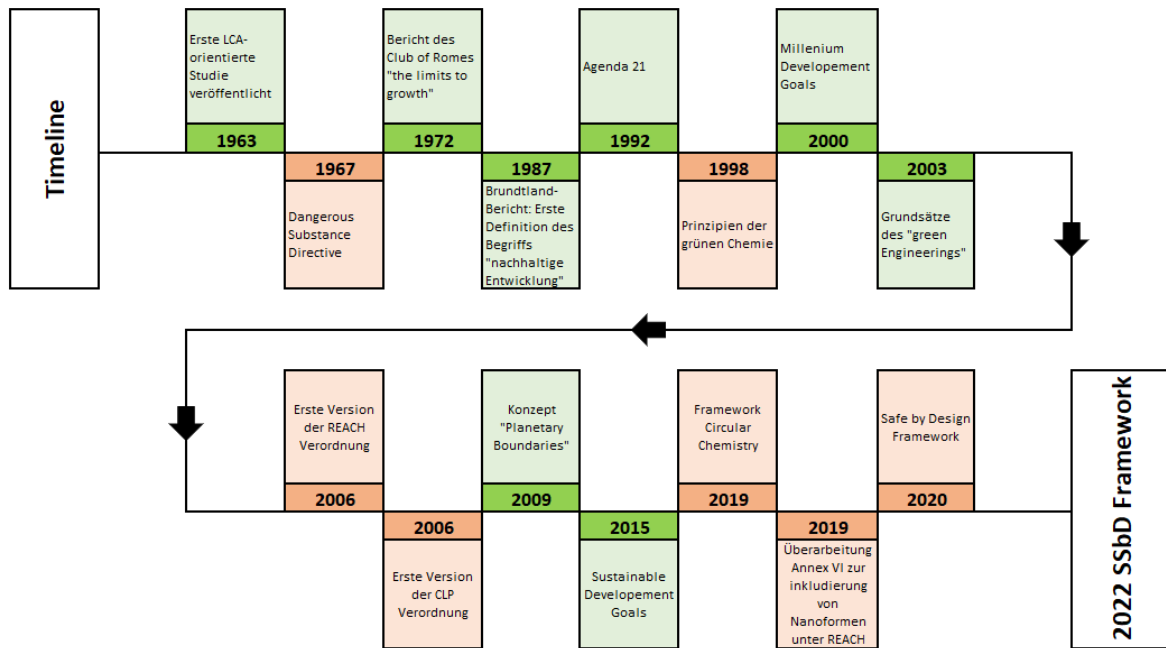 Timeline
Erste LCA-
orientierte
Studie
veröffentlicht
1963
1967
Dangerous
Substance
Directive
Bericht des
Club of Romes
"the limits to
growth"
1972
1987
Brundtland-
Bericht: Erste
Definition des
Begriffs
"nachhaltige
Entwicklung"
Agenda 21
1992
1998
Prinzipien der
grünen Chemie
Millenium
Developement
Goals
2000
2003
Grundsätze
des "green
Engineerings"
Erste Version
der REACH
Verordnung
2006
2006
Erste Version
der CLP
Verordnung
Konzept
"Planetary
Boundaries"
2009
2015
Sustainable
Developement
Goals
Framework
Circular
Chemistry
2019
2019
Überarbeitung
Annex VI zur
inkludierung
von
Nanoformen
unter REACH
Safe by Design
Framework
2020
2022 SSbD Framework